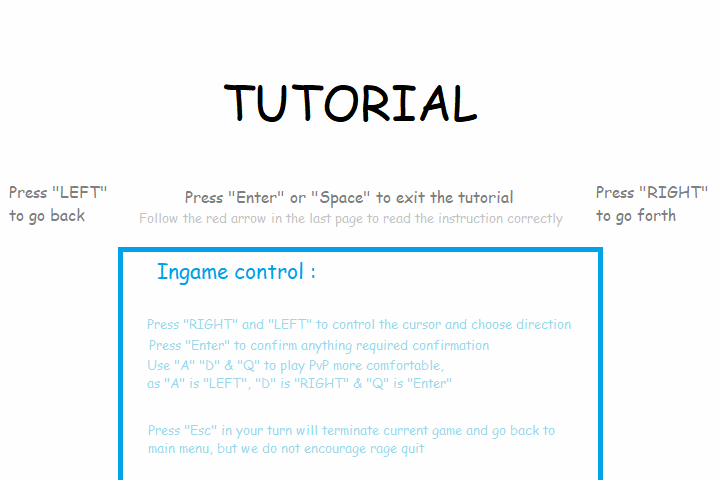 TUTORIAL
Press "LEFT"
to go back
Press "Enter" or "Space" to exit the tutorial
Follow the red arrow in the last page to read the instruction correctly
Press "RIGHT"
to go forth
Ingame control :
Press "RIGHT" and "LEFT" to control the cursor and choose direction
Press "Enter" to confirm anything required confirmation
Use "A" "D" & "Q" to play PvP more comfortable,
as "A" is "LEFT", "D" is "RIGHT" & "Q" is "Enter"
Press "Esc" in your turn will terminate current game and go back to
main menu, but we do not encourage rage quit